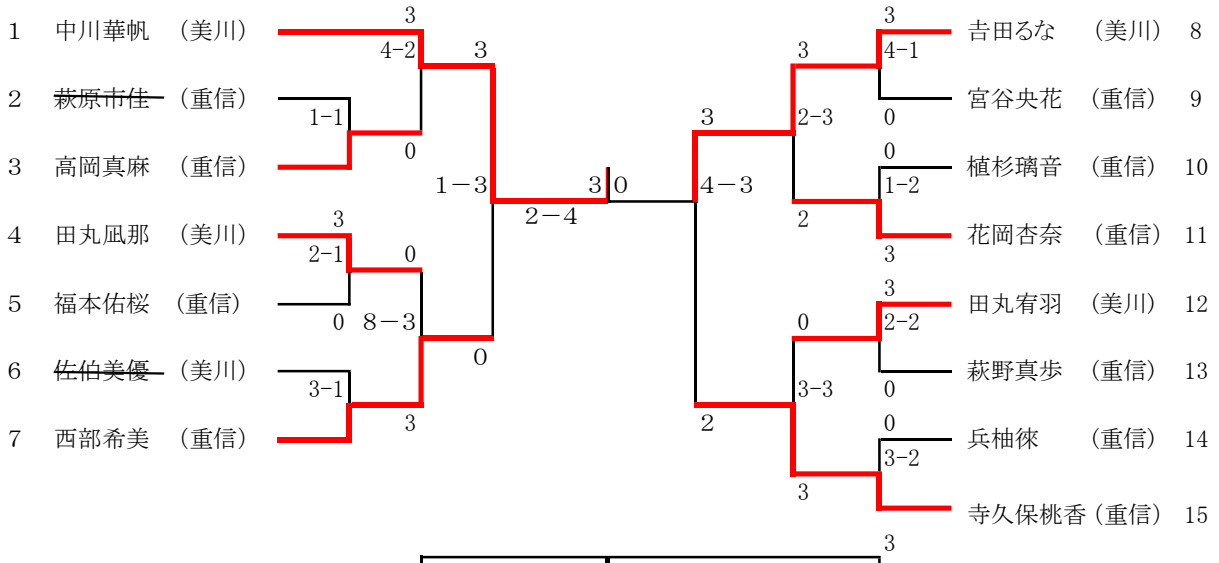 1 中川華帆 (美川)
2 萩原市佳 (重信)
3 高岡真麻 (重信)
4 田丸凪那 (美川)
5 福本佑桜 (重信)
6 佐伯美優 (美川)
7 西部希美 (重信)
3
4-2
3
1-1
0
1-3
3
2-1
0
0
8-3
0
3-1
3
2-4
3
0
3
4-3
2
3
2-3
2
0
3-3
3
3
4-1
0
0
1-2
3
3
2-2
0
0
3-2
3
吉田るな (美川) 8
宮谷央花 (重信) 9
植杉璃音 (重信) 10
花岡杏奈 (重信) 11
田丸宥羽 (美川) 12
萩野真歩 (重信) 13
兵柚徠 (重信) 14
寺久保桃香 (重信) 15